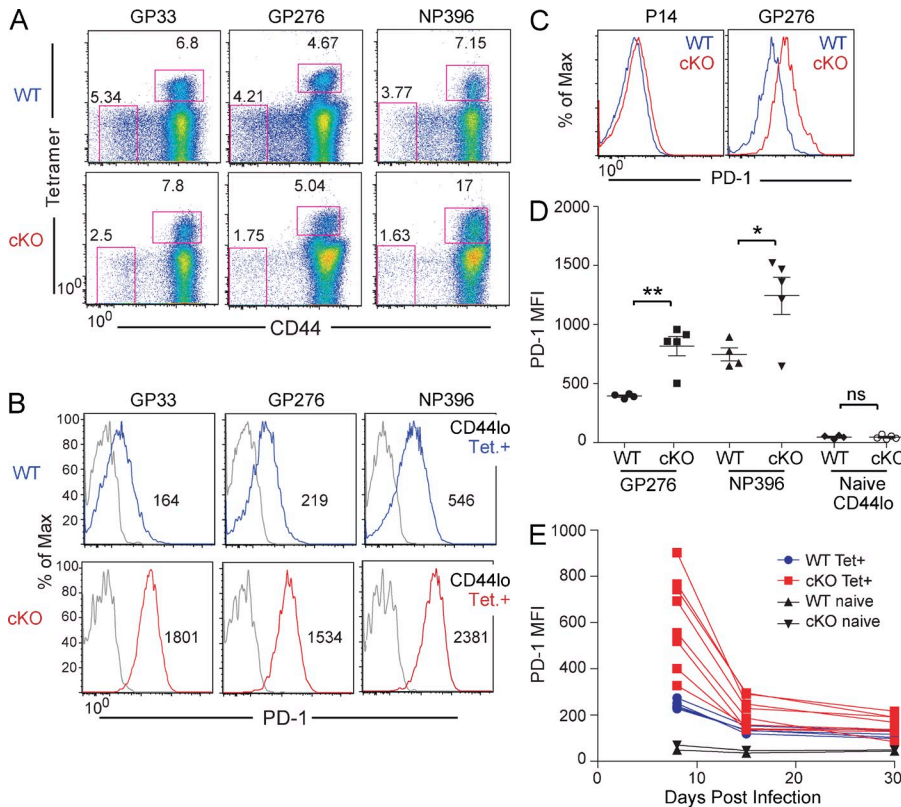 A
GP33 GP276 NP396
WT
cKO
Tetramer
6.8
5.34
4.67
4.21
7.15
3.77
7.8
2.5
5.04
1.75
17
1.63
10^0
10^0
CD44
B
GP33 GP276 NP396
WT
cKO
% of Max
100
80
60
40
20
100
80
60
40
20
164
219
CD44lo
Tet.+
546
1801
1534
CD44lo
Tet.+
2381
10^0
PD-1
C
P14 GP276
% of Max
WT
cKO
WT
cKO
10^0
PD-1
D
PD-1 MFI
2000
1500
1000
500
0
**
*
ns
WT cKO WT cKO WT cKO
GP276 NP396 Naive
CD44lo
E
PD-1 MFI
1000
800
600
400
200
0
WT Tet+
cKO Tet+
WT naive
cKO naive
0 10 20 30
Days Post Infection